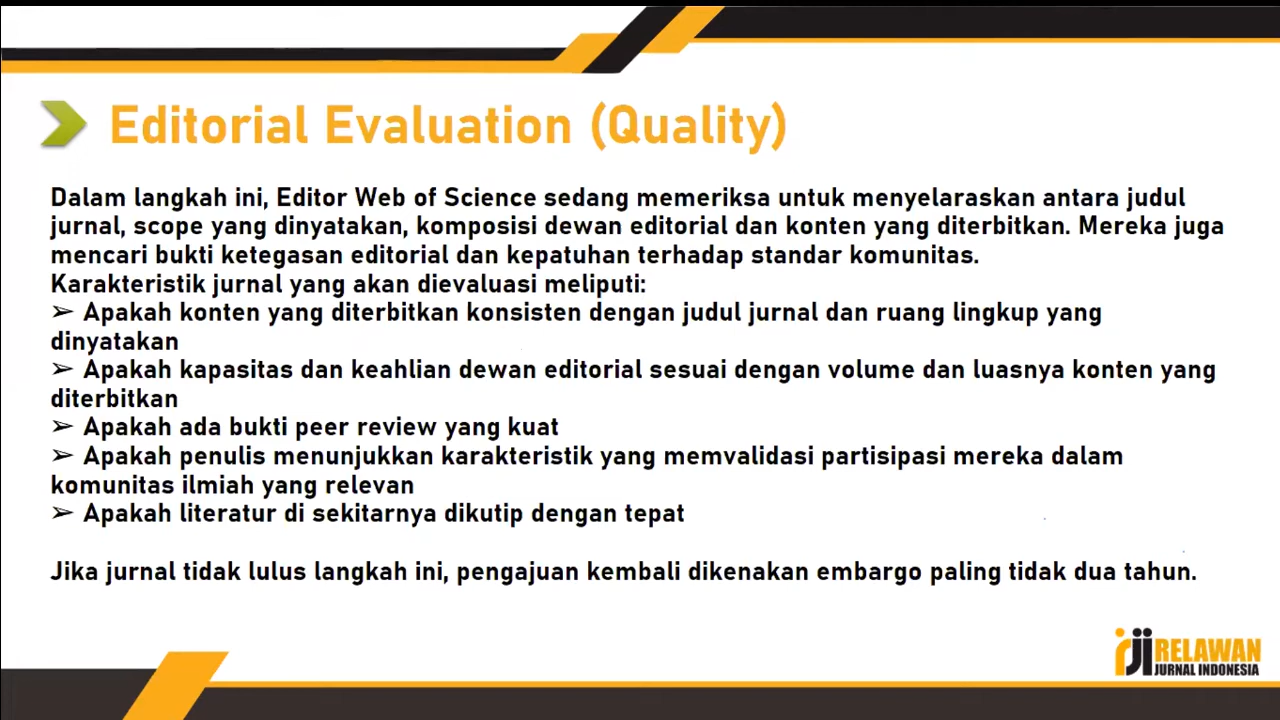 Editorial Evaluation (Quality)
Dalam langkah ini, Editor Web of Science sedang memeriksa untuk menyelaraskan antara judul
jurnal, scope yang dinyatakan, komposisi dewan editorial dan konten yang diterbitkan. Mereka juga
mencari bukti ketegasan editorial dan kepatuhan terhadap standar komunitas.
Karakteristik jurnal yang akan dievaluasi meliputi:
➢ Apakah konten yang diterbitkan konsisten dengan judul jurnal dan ruang lingkup yang
dinyatakan
➢ Apakah kapasitas dan keahlian dewan editorial sesuai dengan volume dan luasnya konten yang
diterbitkan
➢ Apakah ada bukti peer review yang kuat
➢ Apakah penulis menunjukkan karakteristik yang memvalidasi partisipasi mereka dalam
komunitas ilmiah yang relevan
➢ Apakah literatur di sekitarnya dikutip dengan tepat
Jika jurnal tidak lulus langkah ini, pengajuan kembali dikenakan embargo paling tidak dua tahun.
rji RELAWAN
JURNAL INDONESIA